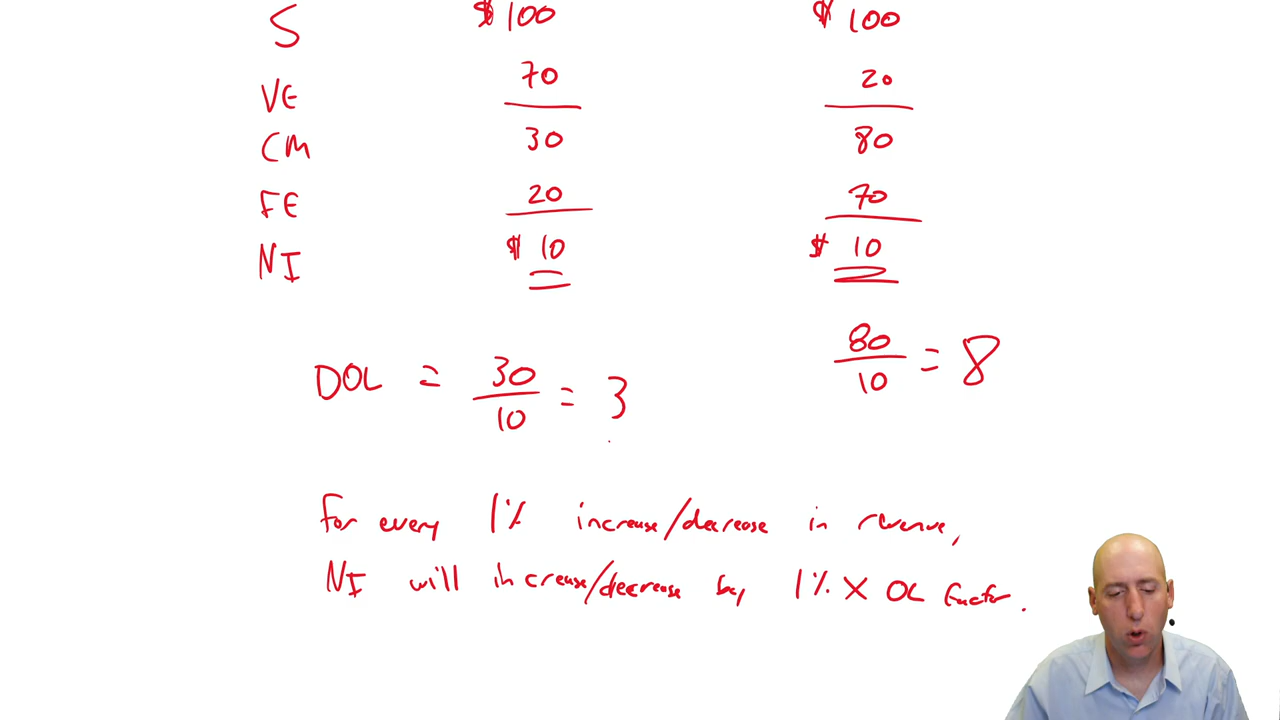 S $100 $100
VE 70 20
CM 30 80
FE 20 70
NI $10 $10
DOL = 30/10 = 3 80/10 = 8
For every 1% increase/decrease in revenue,
NI will increase/decrease by 1% X OL factor.